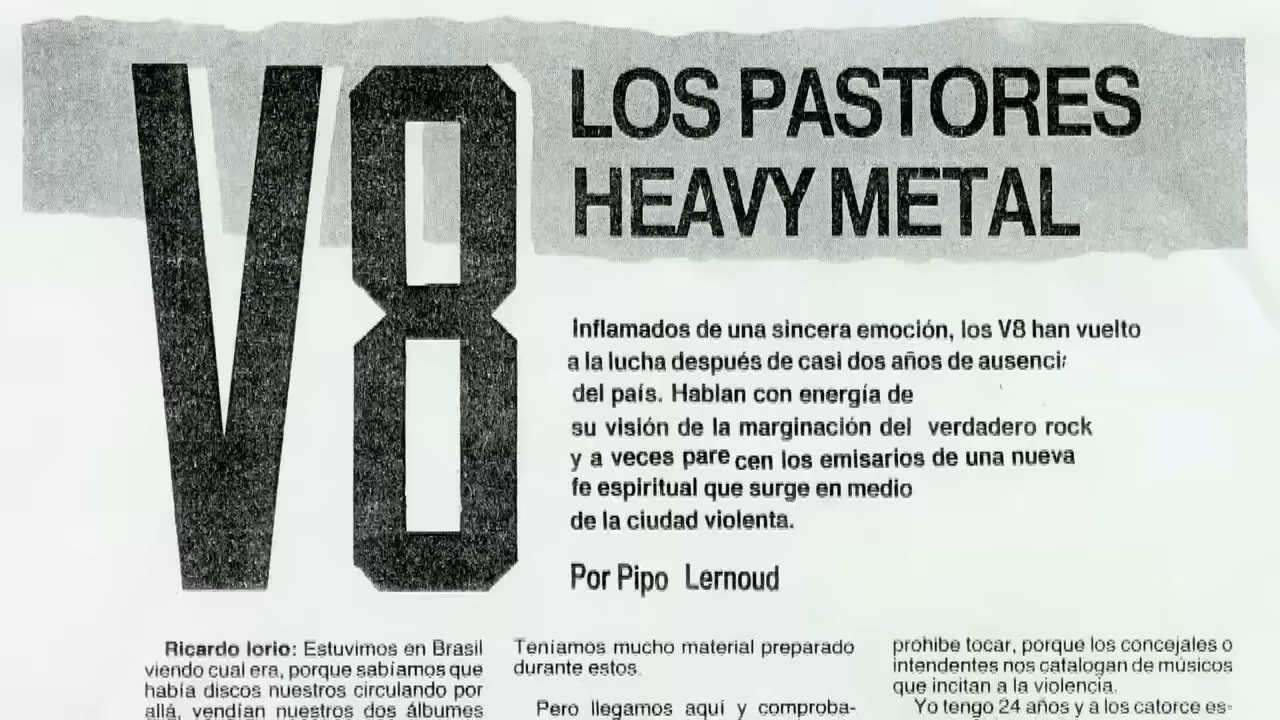 V8
LOS PASTORES
HEAVY METAL
Inflamados de una sincera emoción, los V8 han vuelto
a la lucha después de casi dos años de ausenci
del país. Hablan con energía de
su visión de la marginación del verdadero rock
y a veces parecen los emisarios de una nueva
fe espiritual que surge en medio
de la ciudad violenta.
Por Pipo Lernoud
Ricardo Iorio: Estuvimos en Brasil
viendo cual era, porque sabíamos que
había discos nuestros circulando por
allá, vendían nuestros dos álbumes
Teníamos mucho material preparado
durante estos.
Pero llegamos aquí y comproba-
prohibe tocar, porque los concejales o
intendentes nos catalogan de músicos
que incitan a la violencia.
Yo tengo 24 años y a los catorce es-